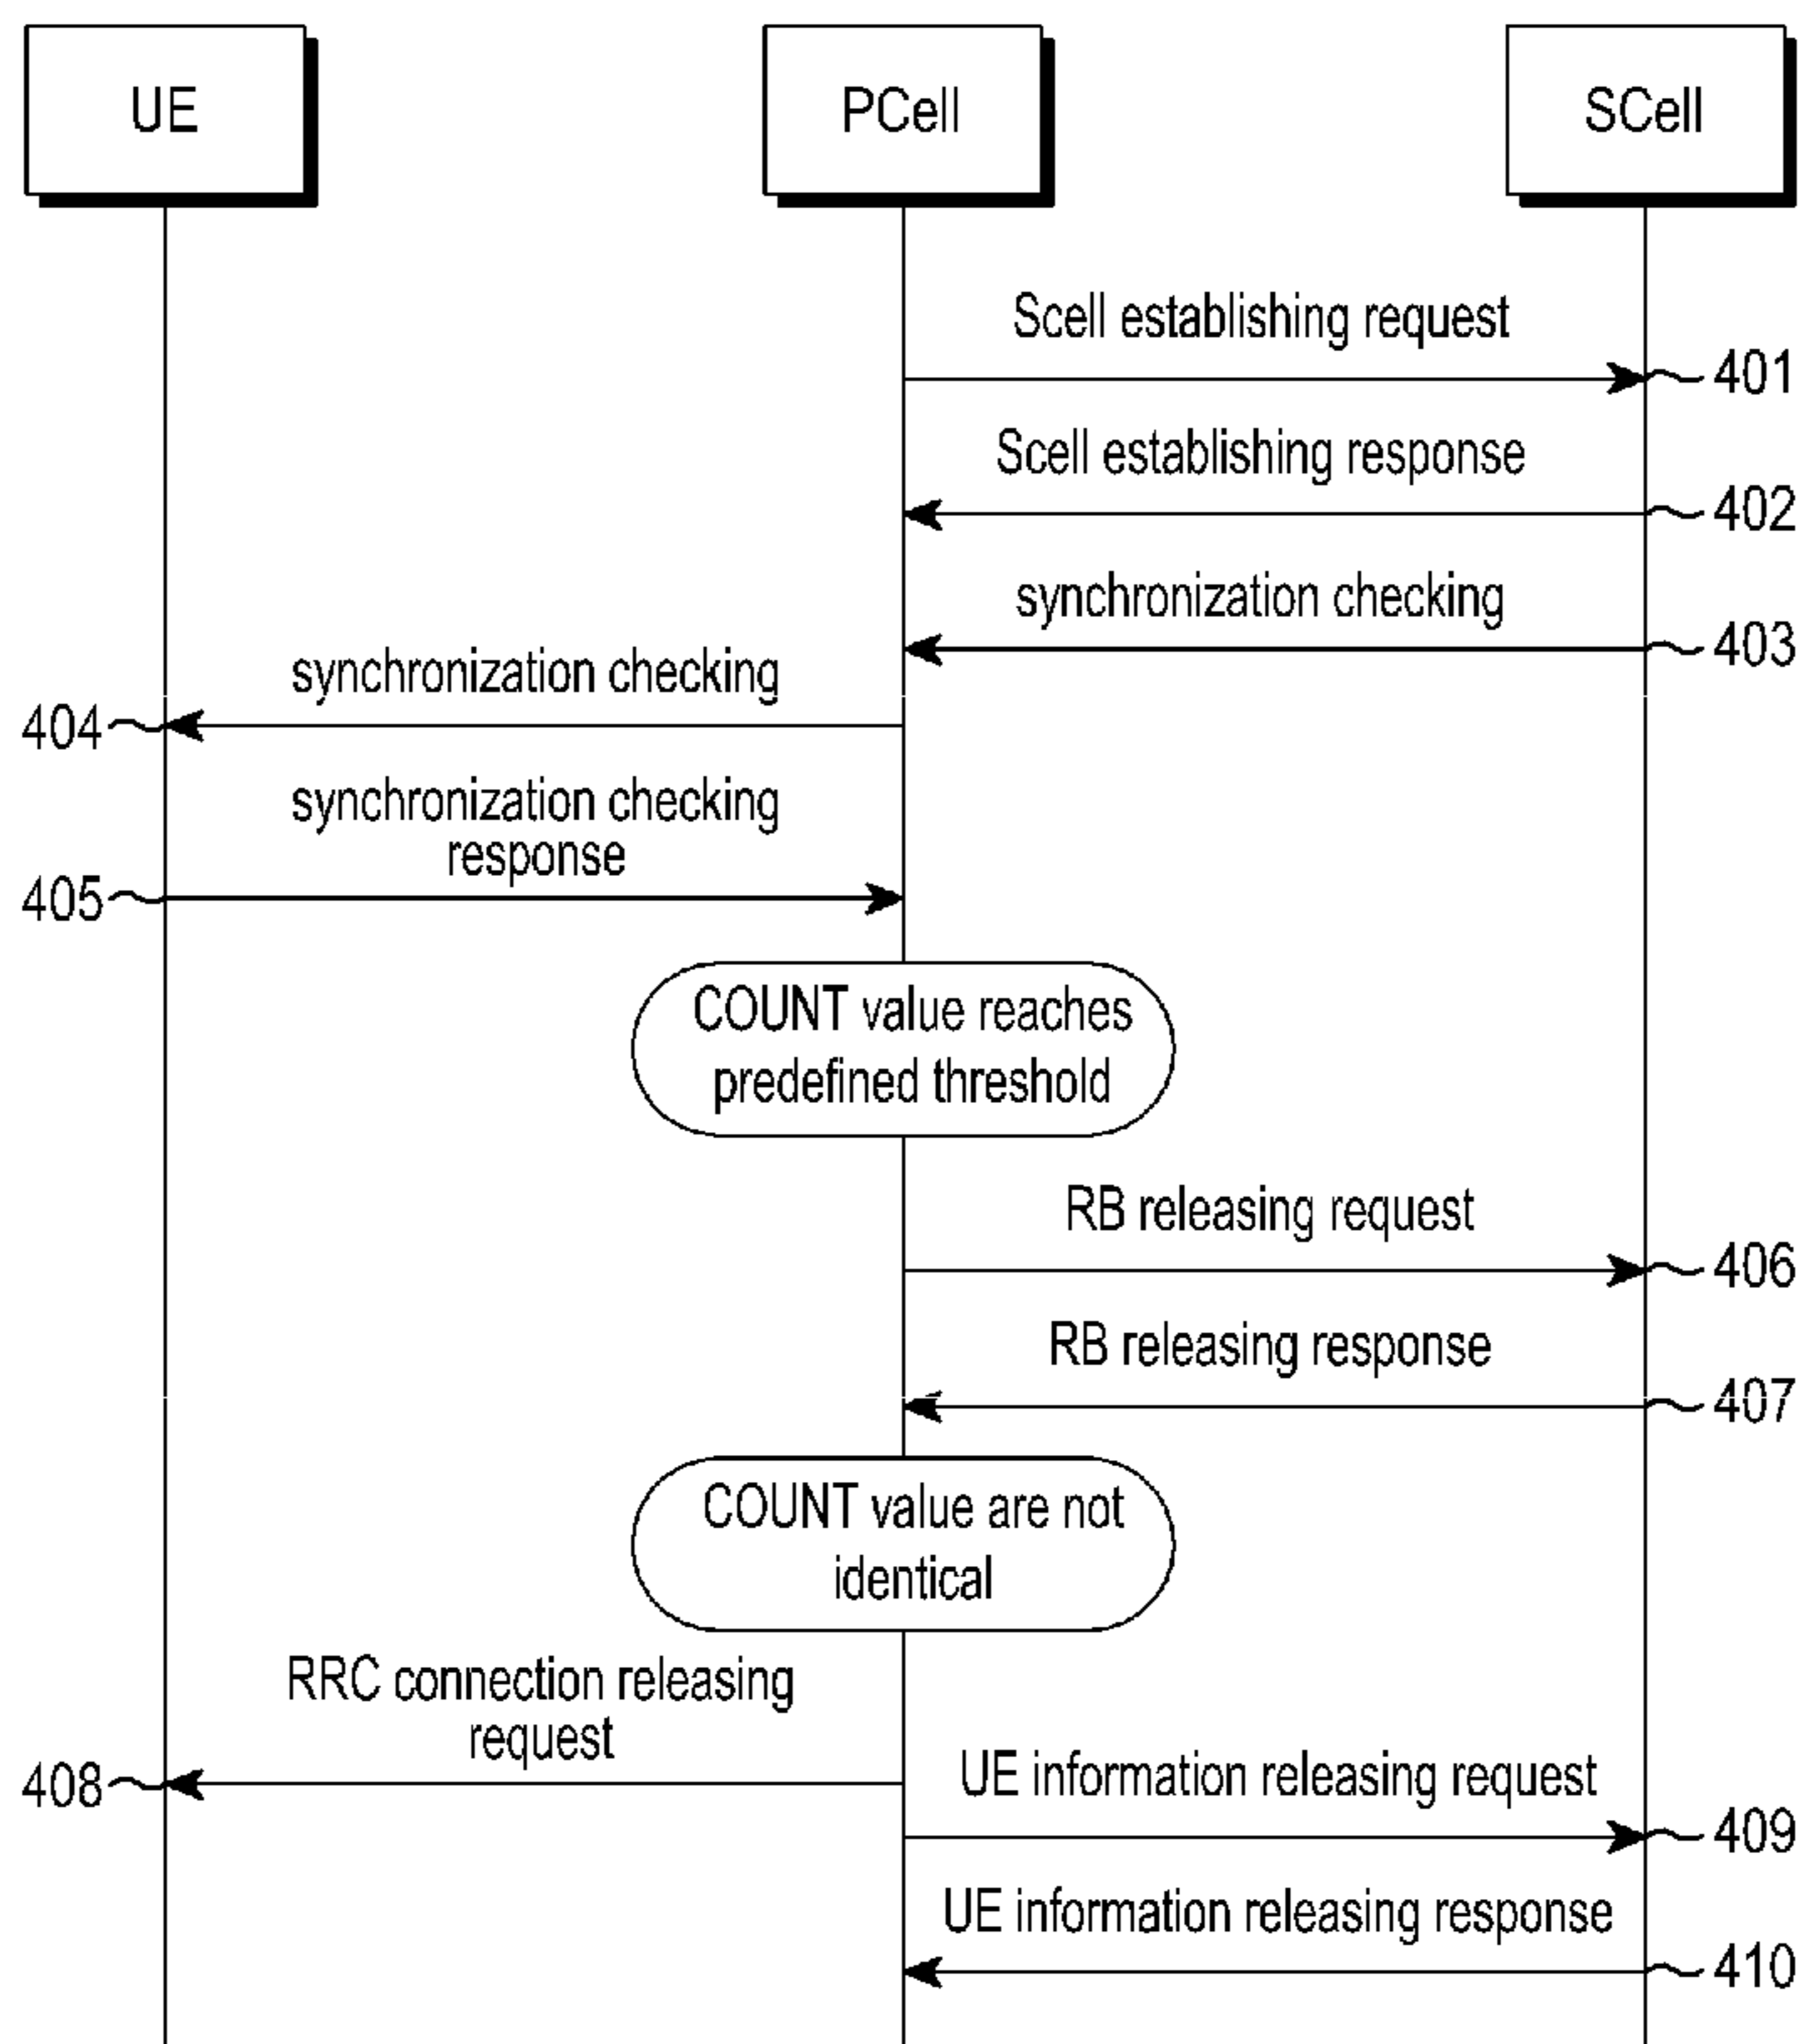 UE
PCell
SCell
Scell establishing request
401
Scell establishing response
402
synchronization checking
403
synchronization checking
404
synchronization checking
response
405
COUNT value reaches
predefined threshold
RB releasing request
406
RB releasing response
407
COUNT value are not
identical
RRC connection releasing
request
408
UE information releasing request
409
UE information releasing response
410